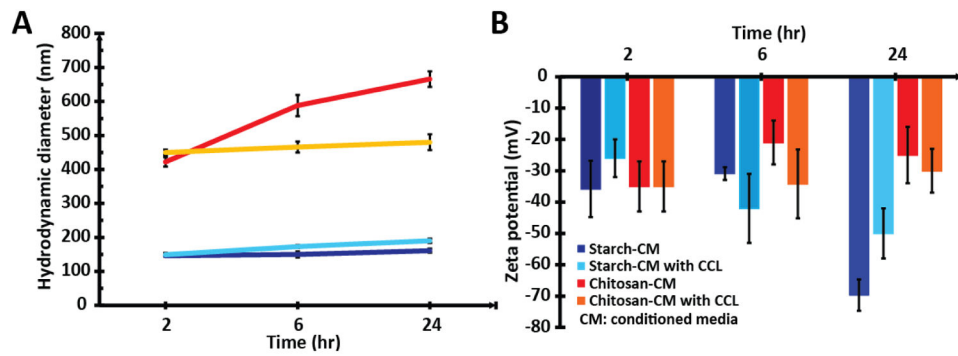 A
Hydrodynamic diameter (nm)
800
700
600
500
400
300
200
100
0
2
6
24
Time (hr)
B
Time (hr)
2
6
24
Zeta potential (mV)
0
-10
-20
-30
-40
-50
-60
-70
-80
Starch-CM
Starch-CM with CCL
Chitosan-CM
Chitosan-CM with CCL
CM: conditioned media